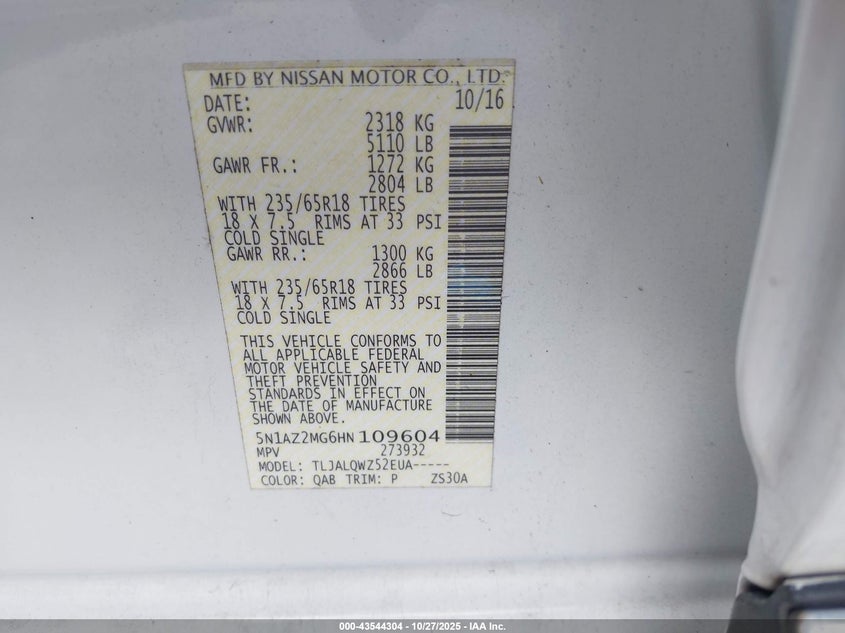 MFD BY NISSAN MOTOR CO., LTD.
DATE: 10/16
GVWR: 2318 KG
5110 LB
GAWR FR.: 1272 KG
2804 LB
WITH 235/65R18 TIRES
18 X 7.5 RIMS AT 33 PSI
COLD SINGLE
GAWR RR.: 1300 KG
2866 LB
WITH 235/65R18 TIRES
18 X 7.5 RIMS AT 33 PSI
COLD SINGLE
THIS VEHICLE CONFORMS TO
ALL APPLICABLE FEDERAL
MOTOR VEHICLE SAFETY AND
THEFT PREVENTION
STANDARDS IN EFFECT ON
THE DATE OF MANUFACTURE
SHOWN ABOVE.
5N1AZ2MG6HN109604
MPV 273932
MODEL: TLJALQWZ52EUA-----
COLOR: QAB TRIM: P ZS30A
000-43544304 - 10/27/2025 - IAA Inc.